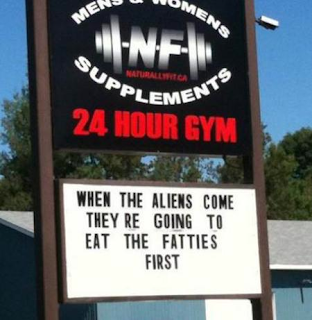 MENS & WOMENS
-N-F-
NATURALLYFIT.CA
SUPPLEMENTS
24 HOUR GYM
WHEN THE ALIENS COME
THEY RE GOING TO
EAT THE FATTIES
FIRST